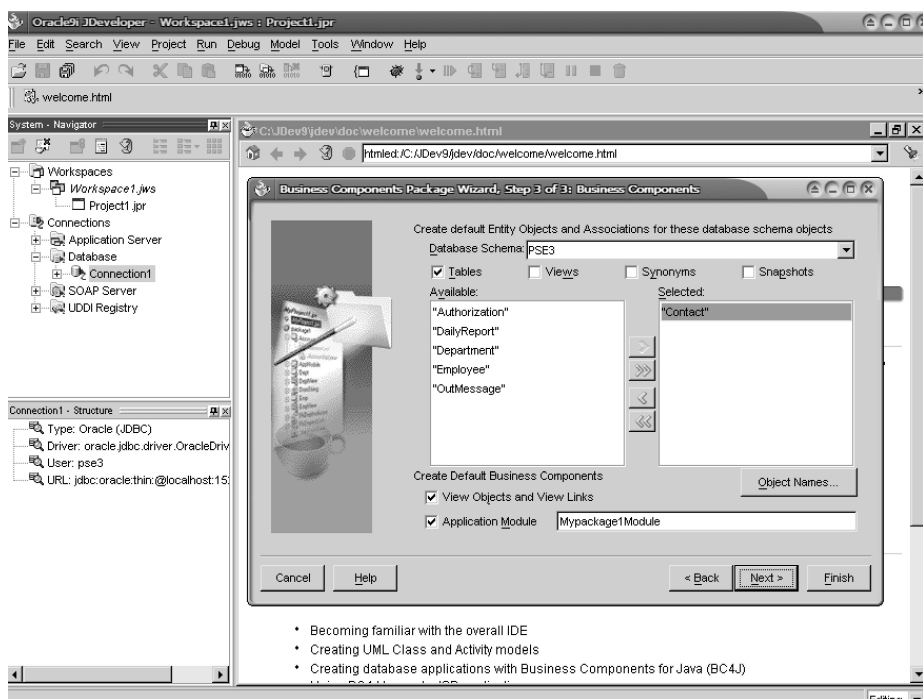 Oracle9i JDeveloper - Workspace1.jws : Project1.jpr
File Edit Search View Project Run Debug Model Tools Window Help
welcome.html
System - Navigator
Workspaces
Workspace1.jws
Project1.jpr
Connections
Application Server
Database
Connection1
SOAP Server
UDDI Registry
Connection1 - Structure
Type: Oracle (JDBC)
Driver: oracle.jdbc.driver.OracleDriv
User: pse3
URL: jdbc:oracle:thin:@localhost:15
C:\JDev9\jdev\doc\welcome\welcome.html
htmled:/C:/JDev9/jdev/doc/welcome/welcome.html
Business Components Package Wizard, Step 3 of 3: Business Components
Create default Entity Objects and Associations for these database schema objects
Database Schema: PSE3
Tables Views Synonyms Snapshots
Available: Selected:
"Authorization" "Contact"
"DailyReport"
"Department"
"Employee"
"OutMessage"
Create Default Business Components
Object Names...
View Objects and View Links
Application Module Mypackage1Module
Cancel Help < Back Next > Finish
• Becoming familiar with the overall IDE
• Creating UML Class and Activity models
• Creating database applications with Business Components for Java (BC4J)
Editing